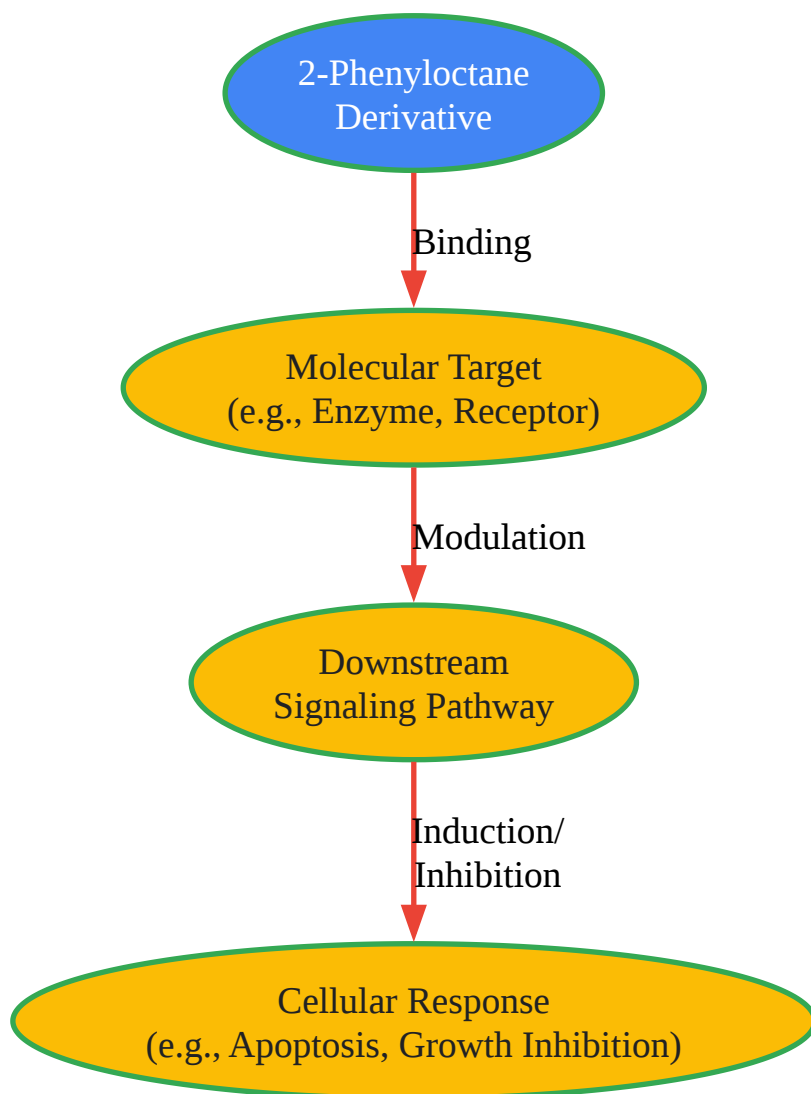 2-Phenyloctane
Derivative
Binding
Molecular Target
(e.g., Enzyme, Receptor)
Modulation
Downstream
Signaling Pathway
Induction/
Inhibition
Cellular Response
(e.g., Apoptosis, Growth Inhibition)